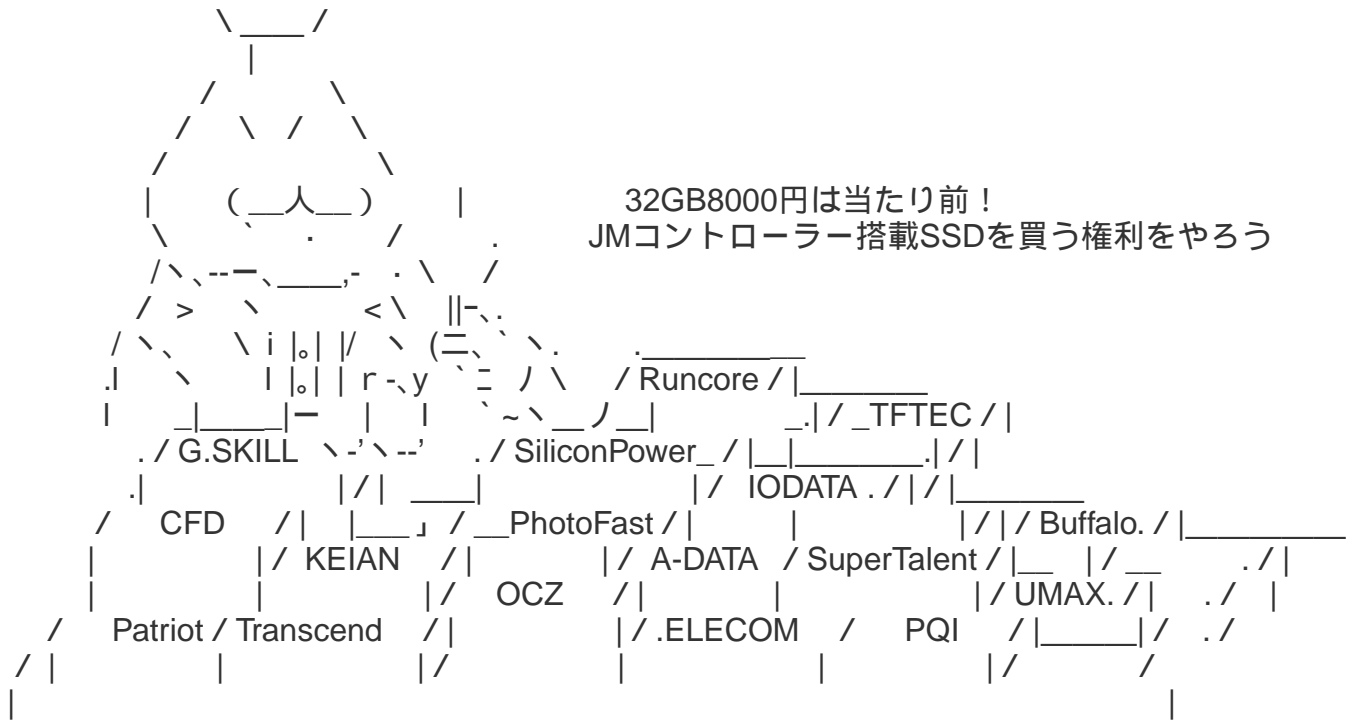 32GB8000円は当たり前！
JMコントローラー搭載SSDを買う権利をやろう
Runcore
TFTEC
G.SKILL SiliconPower
IODATA
CFD PhotoFast Buffalo.
KEIAN A-DATA SuperTalent
OCZ UMAX.
Patriot Transcend .ELECOM PQI